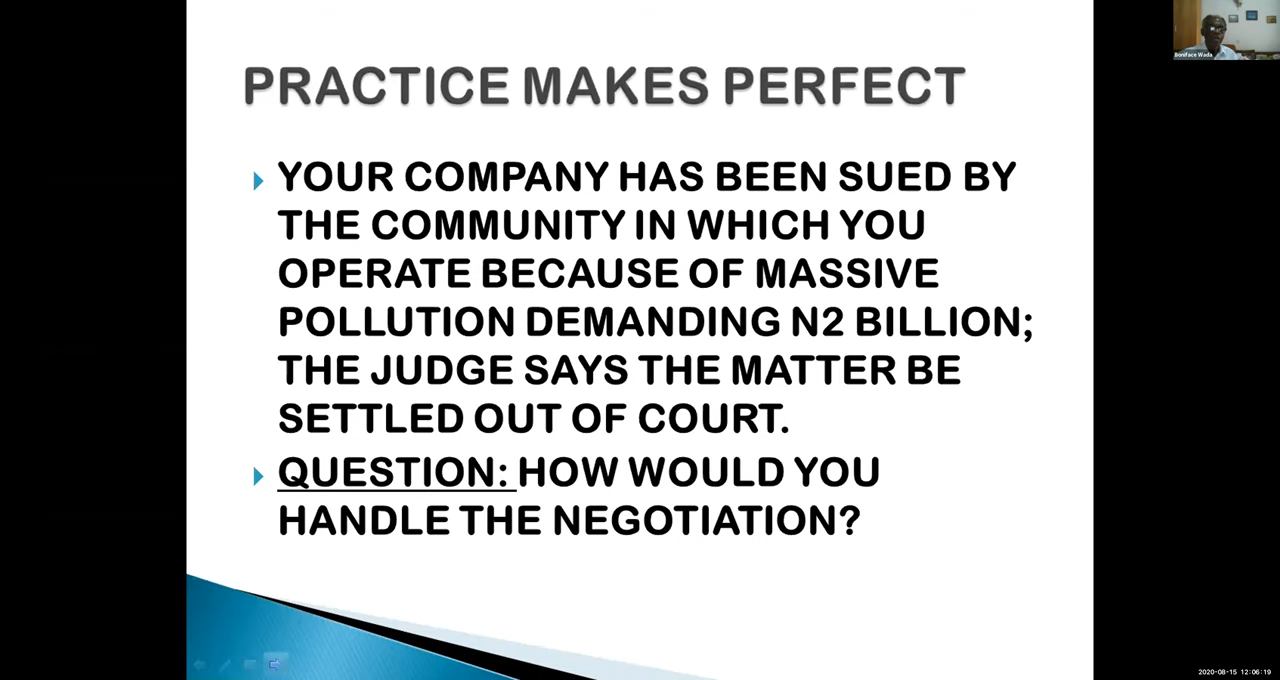 PRACTICE MAKES PERFECT
YOUR COMPANY HAS BEEN SUED BY
THE COMMUNITY IN WHICH YOU
OPERATE BECAUSE OF MASSIVE
POLLUTION DEMANDING N2 BILLION;
THE JUDGE SAYS THE MATTER BE
SETTLED OUT OF COURT.
QUESTION: HOW WOULD YOU
HANDLE THE NEGOTIATION?
Boniface Wada
2020-08-15 12:06:19